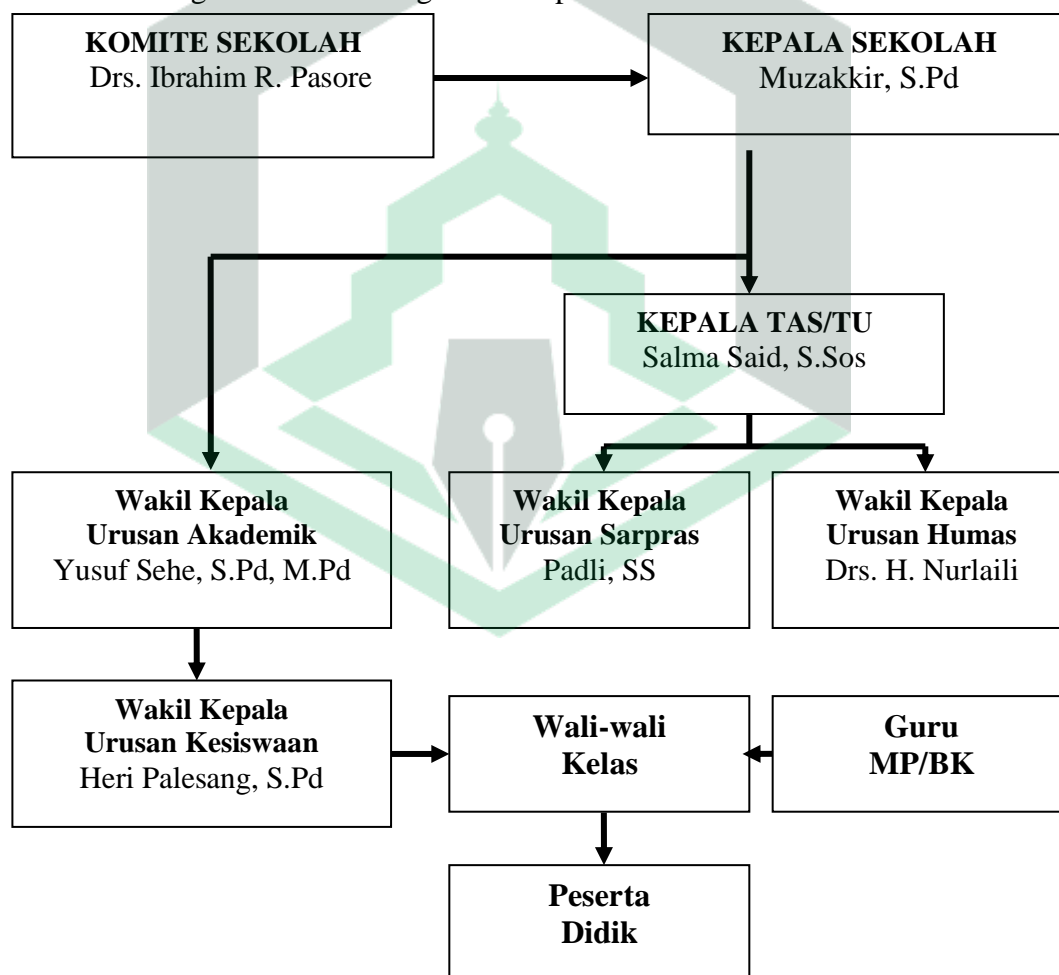 KOMITE SEKOLAH
Drs. Ibrahim R. Pasore
KEPALA SEKOLAH
Muzakkir, S.Pd
KEPALA TAS/TU
Salma Said, S.Sos
Wakil Kepala
Urusan Akademik
Yusuf Sehe, S.Pd, M.Pd
Wakil Kepala
Urusan Sarpras
Padli, SS
Wakil Kepala
Urusan Humas
Drs. H. Nurlaili
Wakil Kepala
Urusan Kesiswaan
Heri Palesang, S.Pd
Wali-wali
Kelas
Guru
MP/BK
Peserta
Didik